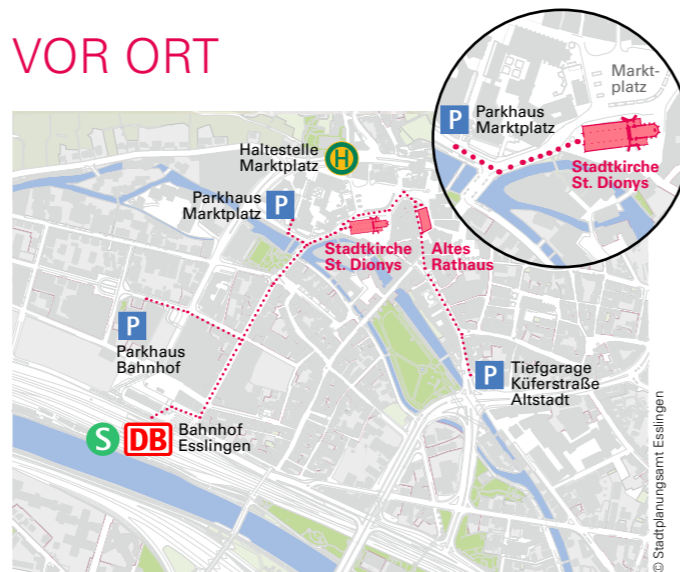 VOR ORT
Markt-
platz
P
Parkhaus
Marktplatz
Stadtkirche
St. Dionys
Haltestelle
Marktplatz
H
Parkhaus
Marktplatz
P
Stadtkirche
St. Dionys
Altes
Rathaus
P
Parkhaus
Bahnhof
P
Tiefgarage
Küferstraße
Altstadt
S
DB
Bahnhof
Esslingen
© Stadtplanungsamt Esslingen